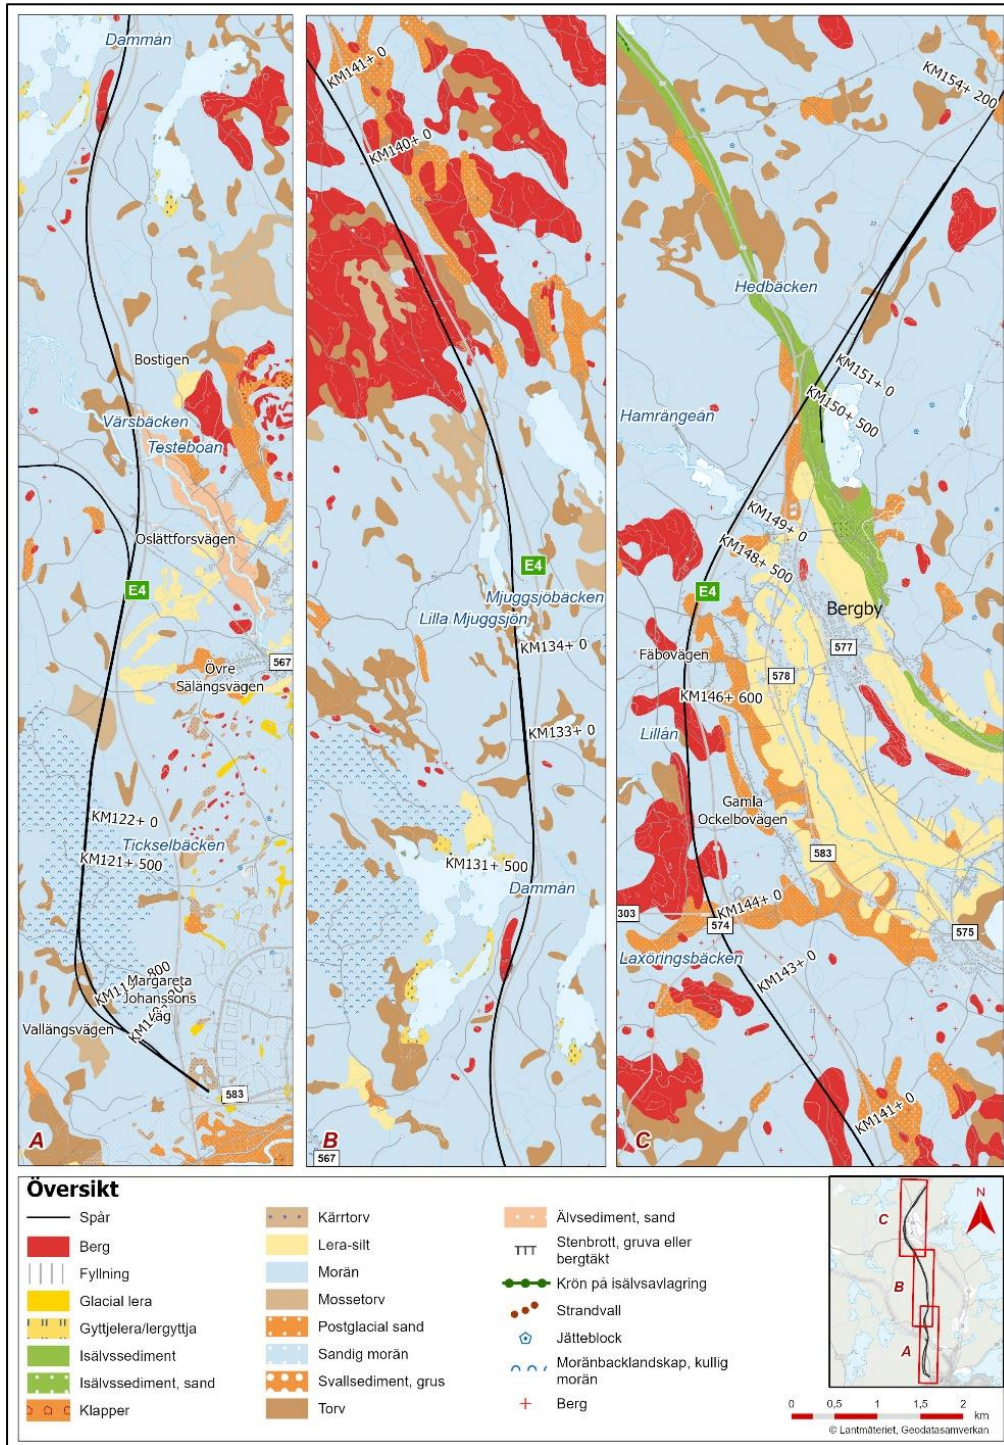 Dammån
Bostigen
Värsbäcken
Testeboån
Oslättforsvägen
E4
567
Övre
Sälängsvägen
KM122+ 0
Tickselbäcken
KM121+ 500
Margareta
Johanssons
Väg
Vallängsvägen
583
A
KM141+ 0
KM140+ 0
E4
Mjuggsjöbäcken
Lilla Mjuggsjön
KM134+ 0
KM133+ 0
KM131+ 500
Dammån
B
567
KM154+ 200
Hedbäcken
KM151+ 0
KM150+ 500
Hamrångeån
KM149+ 0
KM148+ 500
E4
Bergby
577
Fäbovägen
578
KM146+ 600
Lillån
Gamla
Ockelbovägen
583
303
KM144+ 0
574
575
Laxöringsbäcken
KM143+ 0
KM141+ 0
C
Översikt
Spår
Berg
Fyllning
Glacial lera
Gyttjelera/lergyttja
Isälvssediment
Isälvssediment, sand
Klapper
Kärrtorv
Lera-silt
Morän
Mossetorv
Postglacial sand
Sandig morän
Svallsediment, grus
Torv
Älvsediment, sand
Stenbrott, gruva eller
bergtäkt
Krön på isälvsavlagring
Strandvall
Jätteblock
Moränbacklandskap, kullig
morän
Berg
C
B
A
N
0 0,5 1 1,5 2
km
© Lantmäteriet, Geodatasamverkan